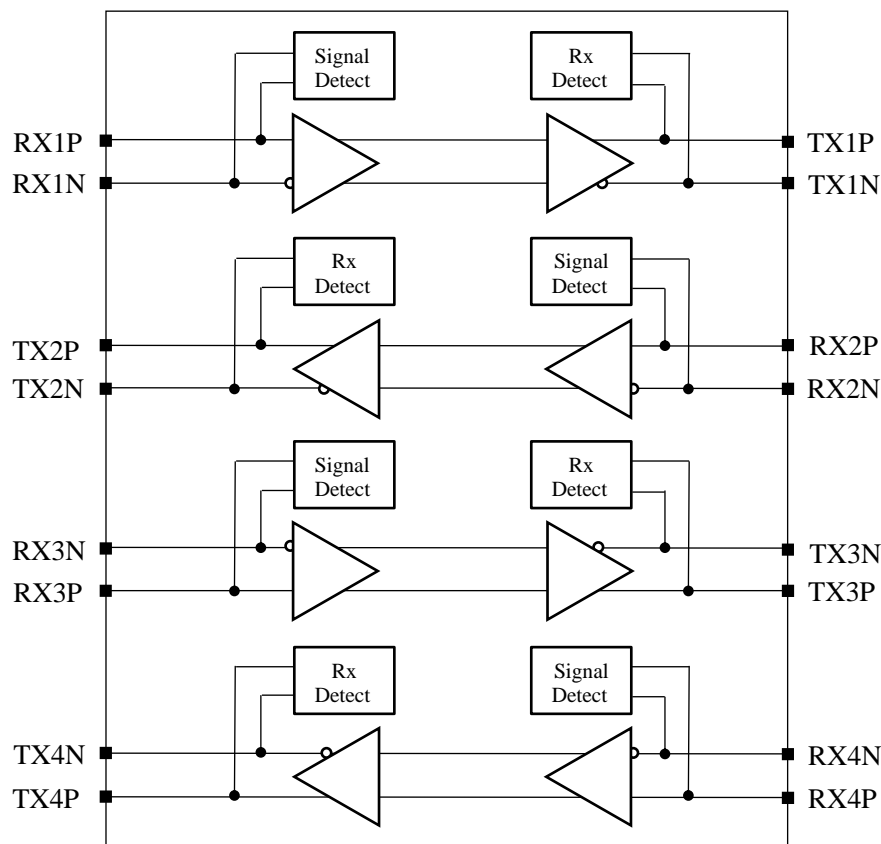 Signal
Detect
Rx
Detect
RX1P
TX1P
RX1N
TX1N
Rx
Detect
Signal
Detect
TX2P
RX2P
TX2N
RX2N
Signal
Detect
Rx
Detect
RX3N
TX3N
RX3P
TX3P
Rx
Detect
Signal
Detect
TX4N
RX4N
TX4P
RX4P